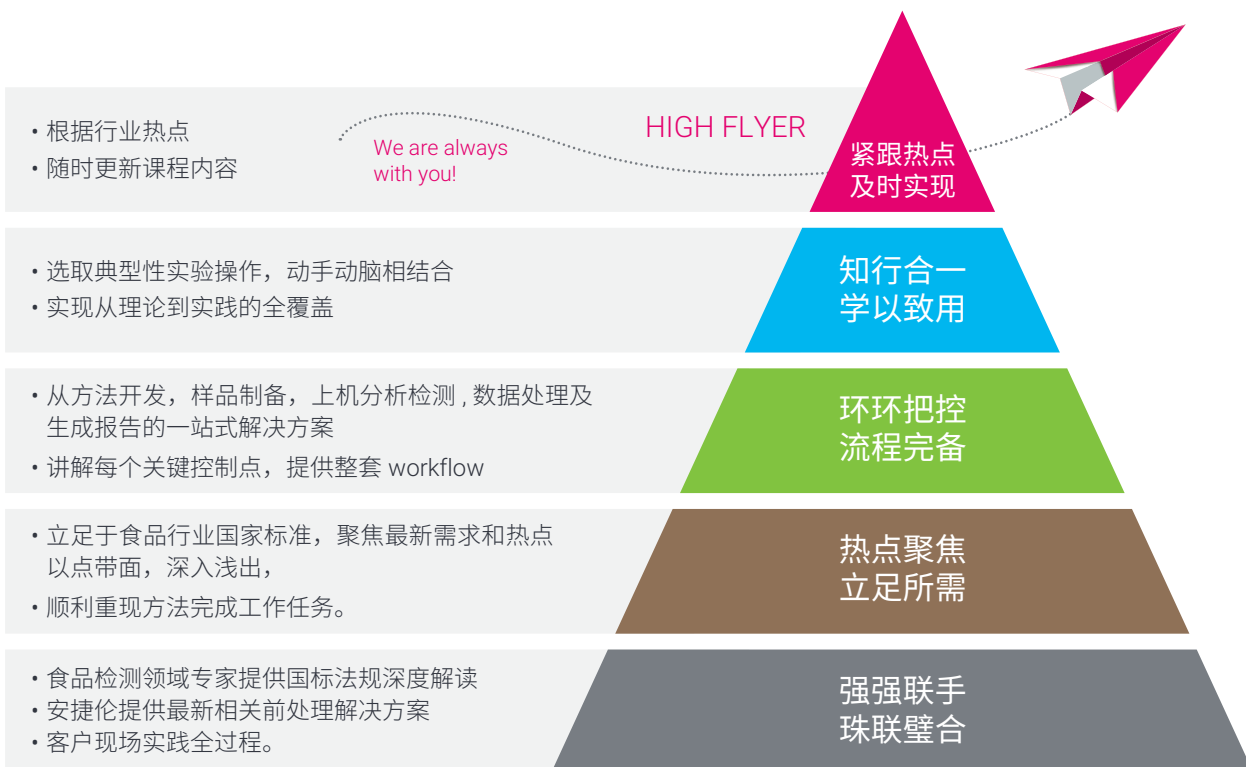 • 根据行业热点
• 随时更新课程内容
We are always
with you!
HIGH FLYER
紧跟热点
及时实现
• 选取典型性实验操作，动手动脑相结合
• 实现从理论到实践的全覆盖
知行合一
学以致用
• 从方法开发，样品制备，上机分析检测 , 数据处理及
生成报告的一站式解决方案
• 讲解每个关键控制点，提供整套 workflow
环环把控
流程完备
• 立足于食品行业国家标准，聚焦最新需求和热点
以点带面，深入浅出，
• 顺利重现方法完成工作任务。
热点聚焦
立足所需
• 食品检测领域专家提供国标法规深度解读
• 安捷伦提供最新相关前处理解决方案
• 客户现场实践全过程。
强强联手
珠联璧合